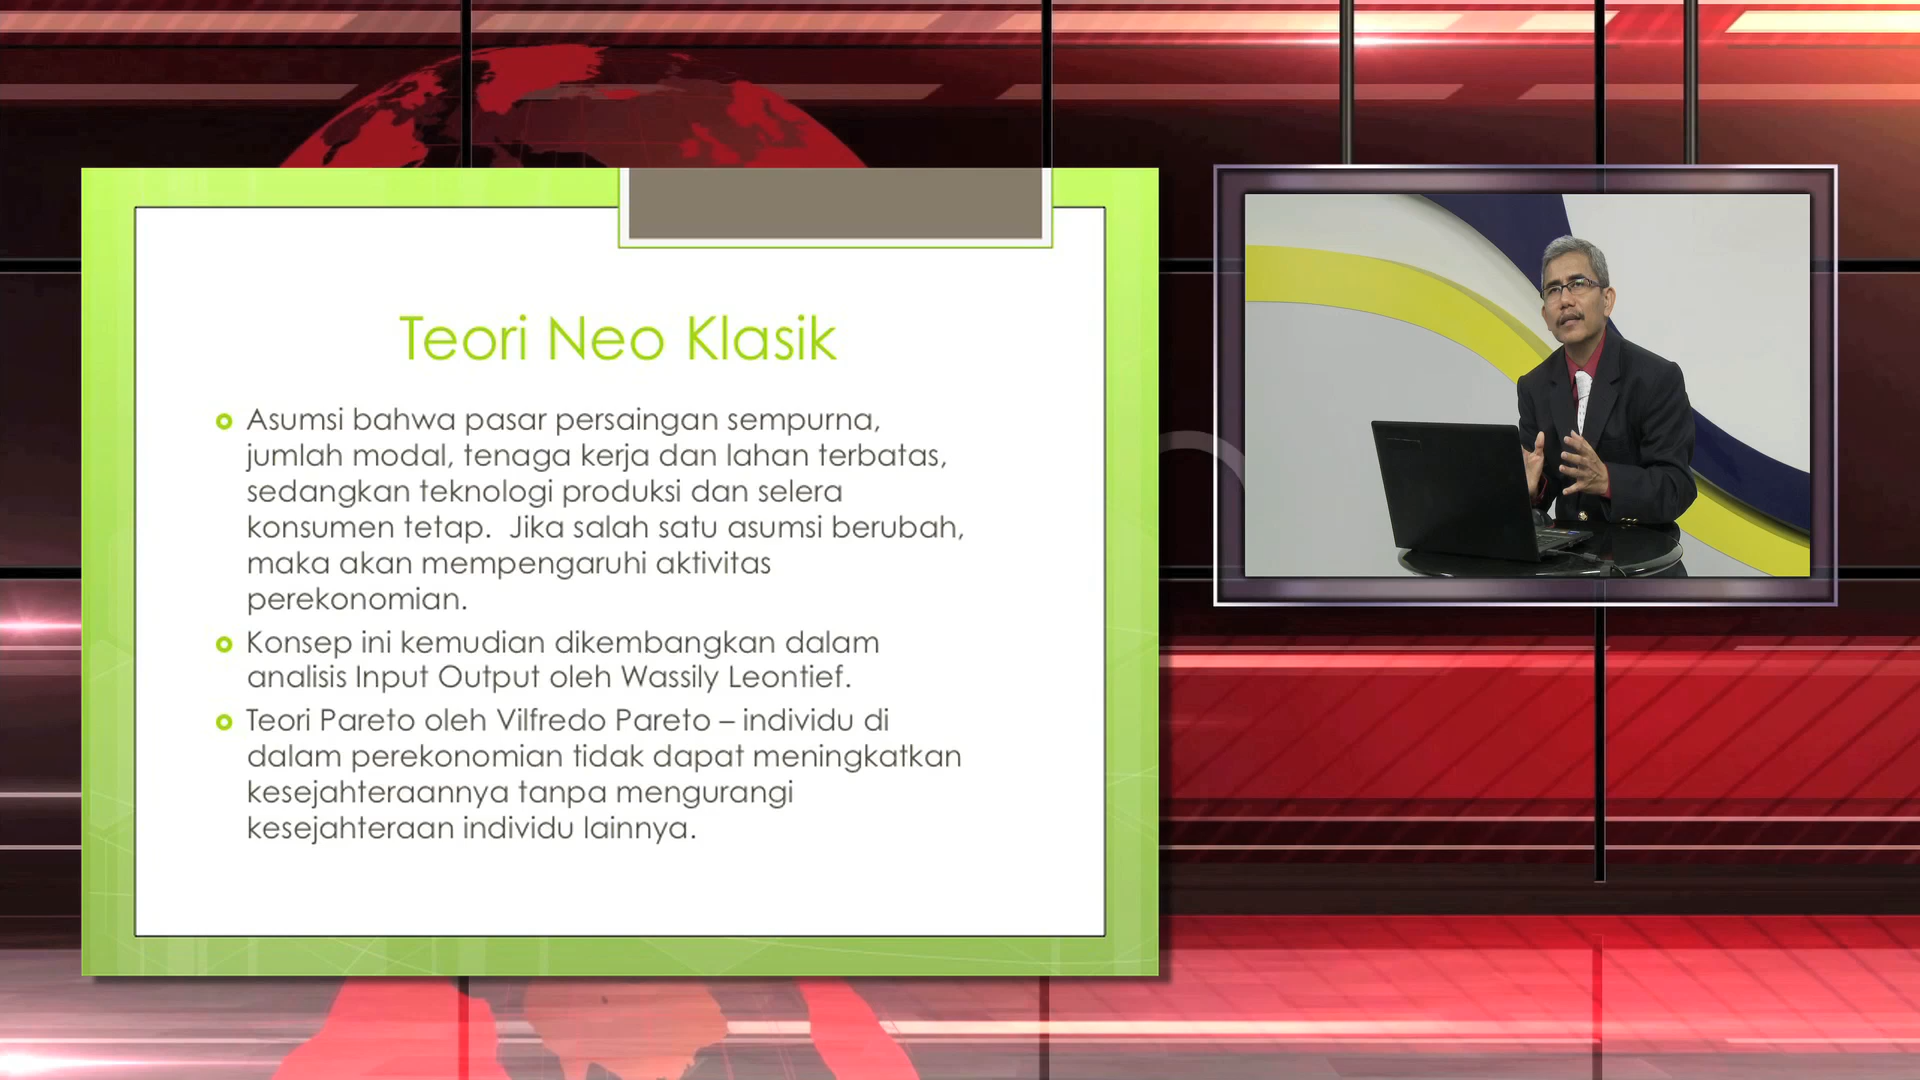 Teori Neo Klasik
Asumsi bahwa pasar persaingan sempurna,
jumlah modal, tenaga kerja dan lahan terbatas,
sedangkan teknologi produksi dan selera
konsumen tetap.  Jika salah satu asumsi berubah,
maka akan mempengaruhi aktivitas
perekonomian.
Konsep ini kemudian dikembangkan dalam
analisis Input Output oleh Wassily Leontief.
Teori Pareto oleh Vilfredo Pareto – individu di
dalam perekonomian tidak dapat meningkatkan
kesejahteraannya tanpa mengurangi
kesejahteraan individu lainnya.